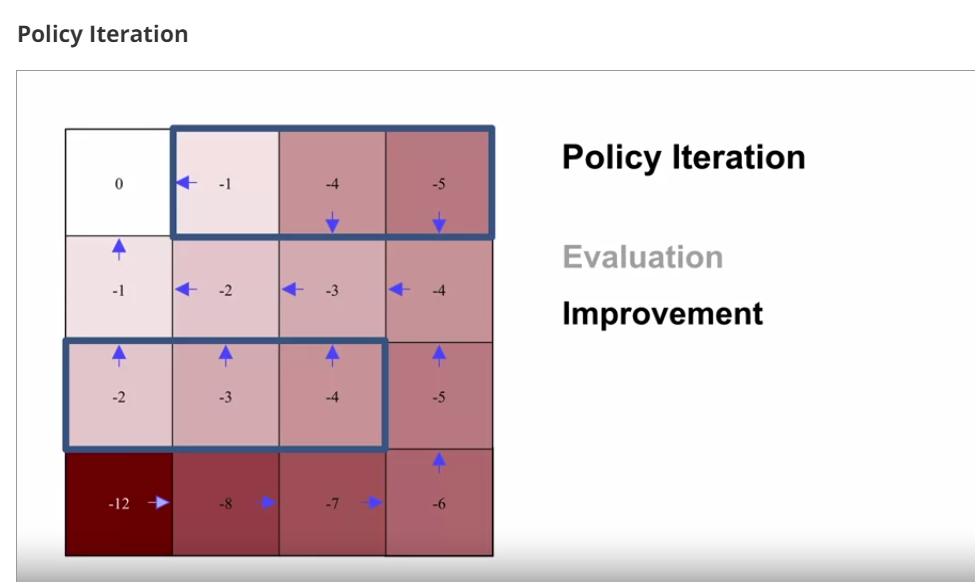 Policy Iteration
0 -1 -4 -5
Policy Iteration
-1 -2 -3 -4
Evaluation
Improvement
-2 -3 -4 -5
-12 -8 -7 -6